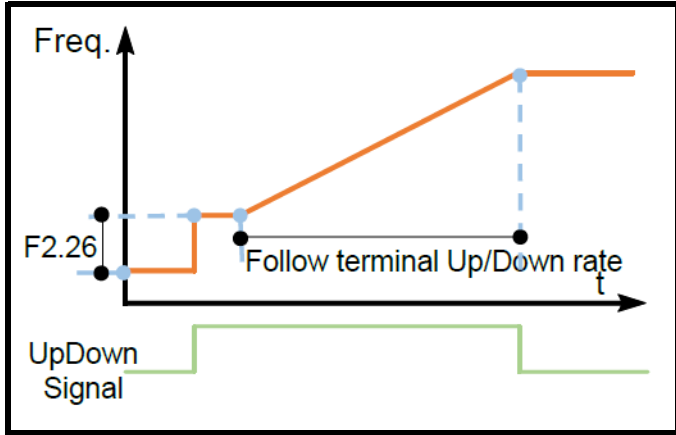 Freq.
F2.26
Follow terminal Up/Down rate
t
UpDown
Signal